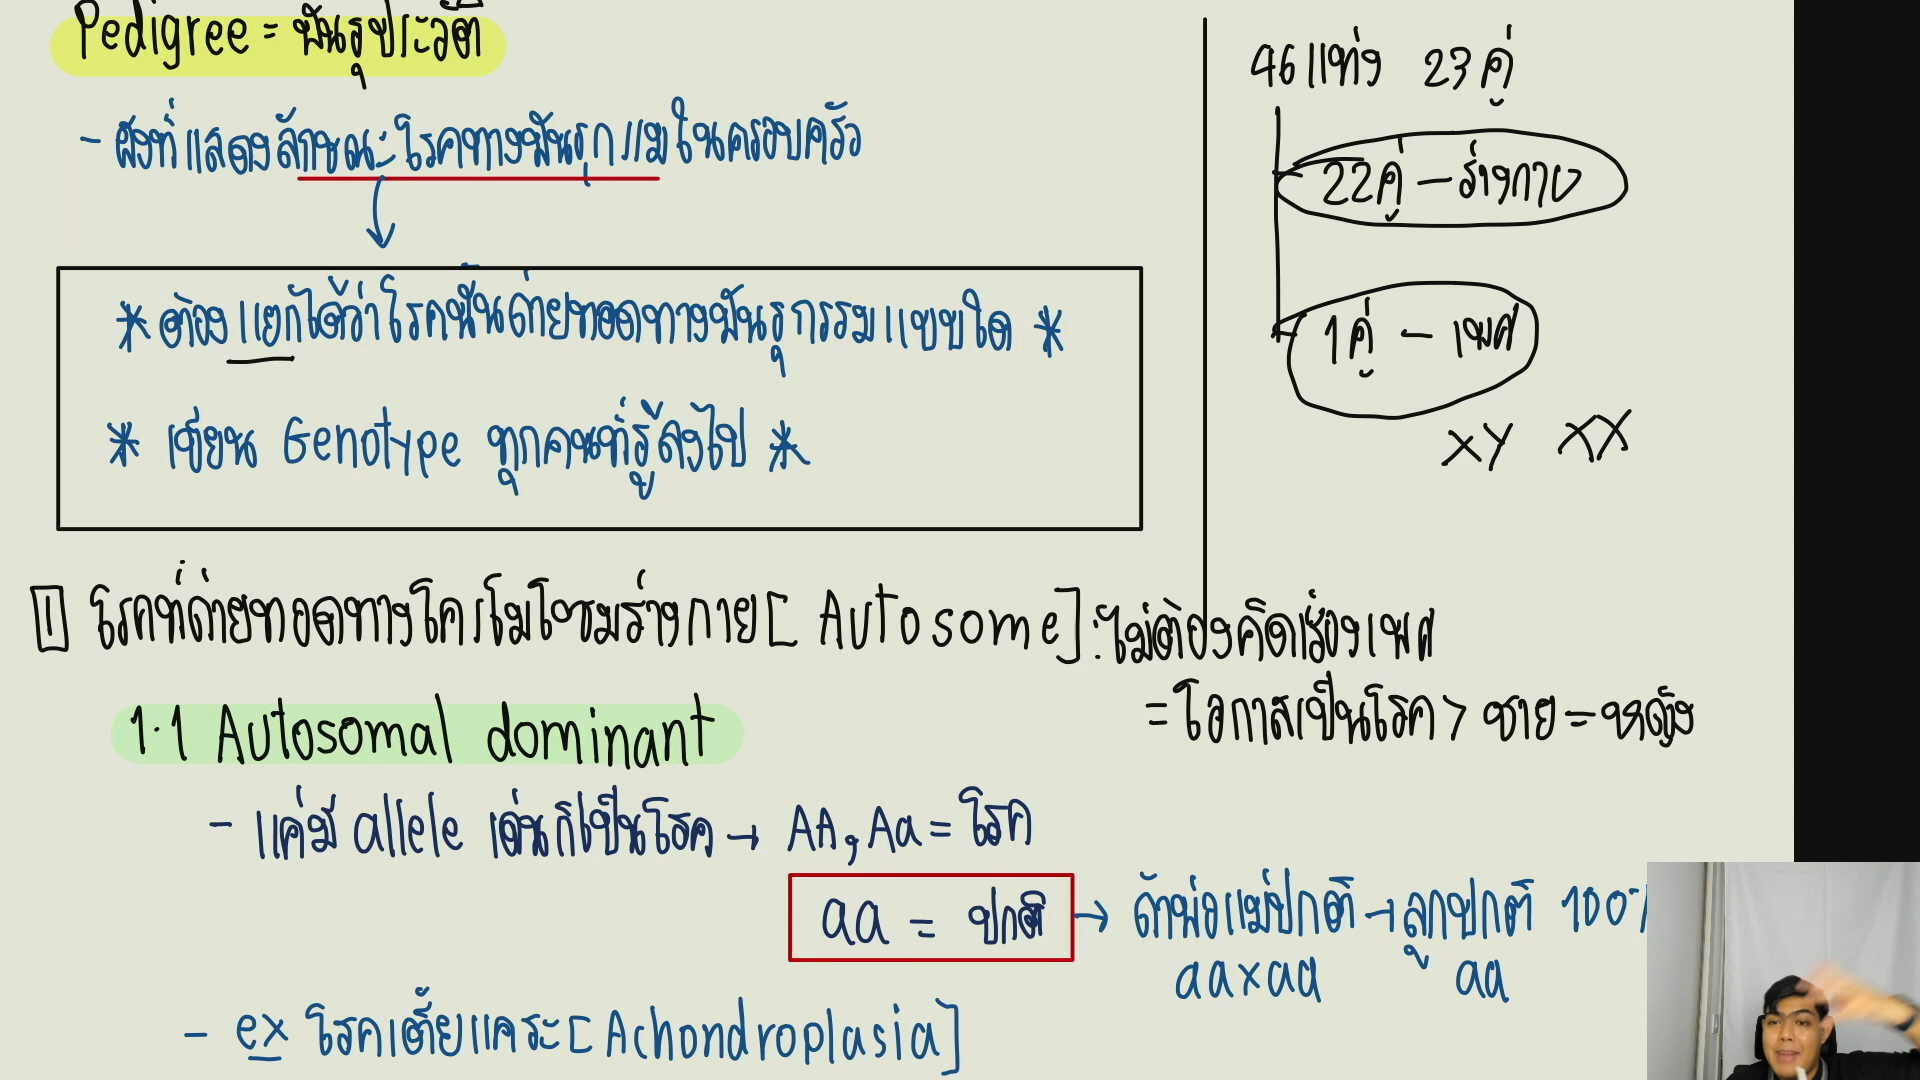 Pedigree = พันธุประวัติ
- ผังที่แสดงลักษณะโรคทางพันธุกรรมในครอบครัว
* ต้องแยกได้ว่าโรคนั้นถ่ายทอดทางพันธุกรรมแบบใด *
* เขียน Genotype ทุกคนที่รู้ลงไป *
46 แท่ง 23 คู่
22 คู่ - ร่างกาย
1 คู่ - เพศ
XY XX
1 โรคที่ถ่ายทอดทางโครโมโซมร่างกาย [Autosome] : ไม่ต้องคิดเรื่องเพศ
= โอกาสเป็นโรค > ชาย = หญิง
1.1 Autosomal dominant
- แค่มี allele เด่นก็เป็นโรค → AA, Aa = โรค
aa = ปกติ → ถ้าพ่อแม่ปกติ → ลูกปกติ 100%
aa x aa aa
- ex โรคเตี้ยแคระ [Achondroplasia]